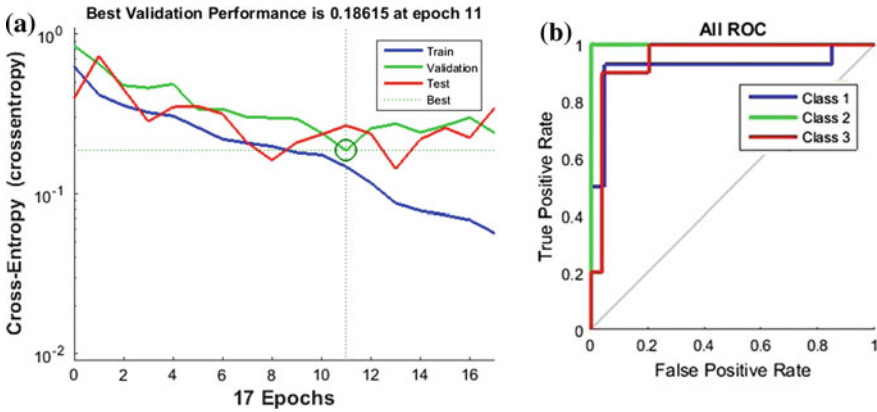 (a)
Best Validation Performance is 0.18615 at epoch 11
Cross-Entropy (crossentropy)
10^0
10^-1
10^-2
Train
Validation
Test
Best
0 2 4 6 8 10 12 14 16
17 Epochs
(b)
All ROC
True Positive Rate
1
0.8
0.6
0.4
0.2
0
Class 1
Class 2
Class 3
0 0.2 0.4 0.6 0.8 1
False Positive Rate